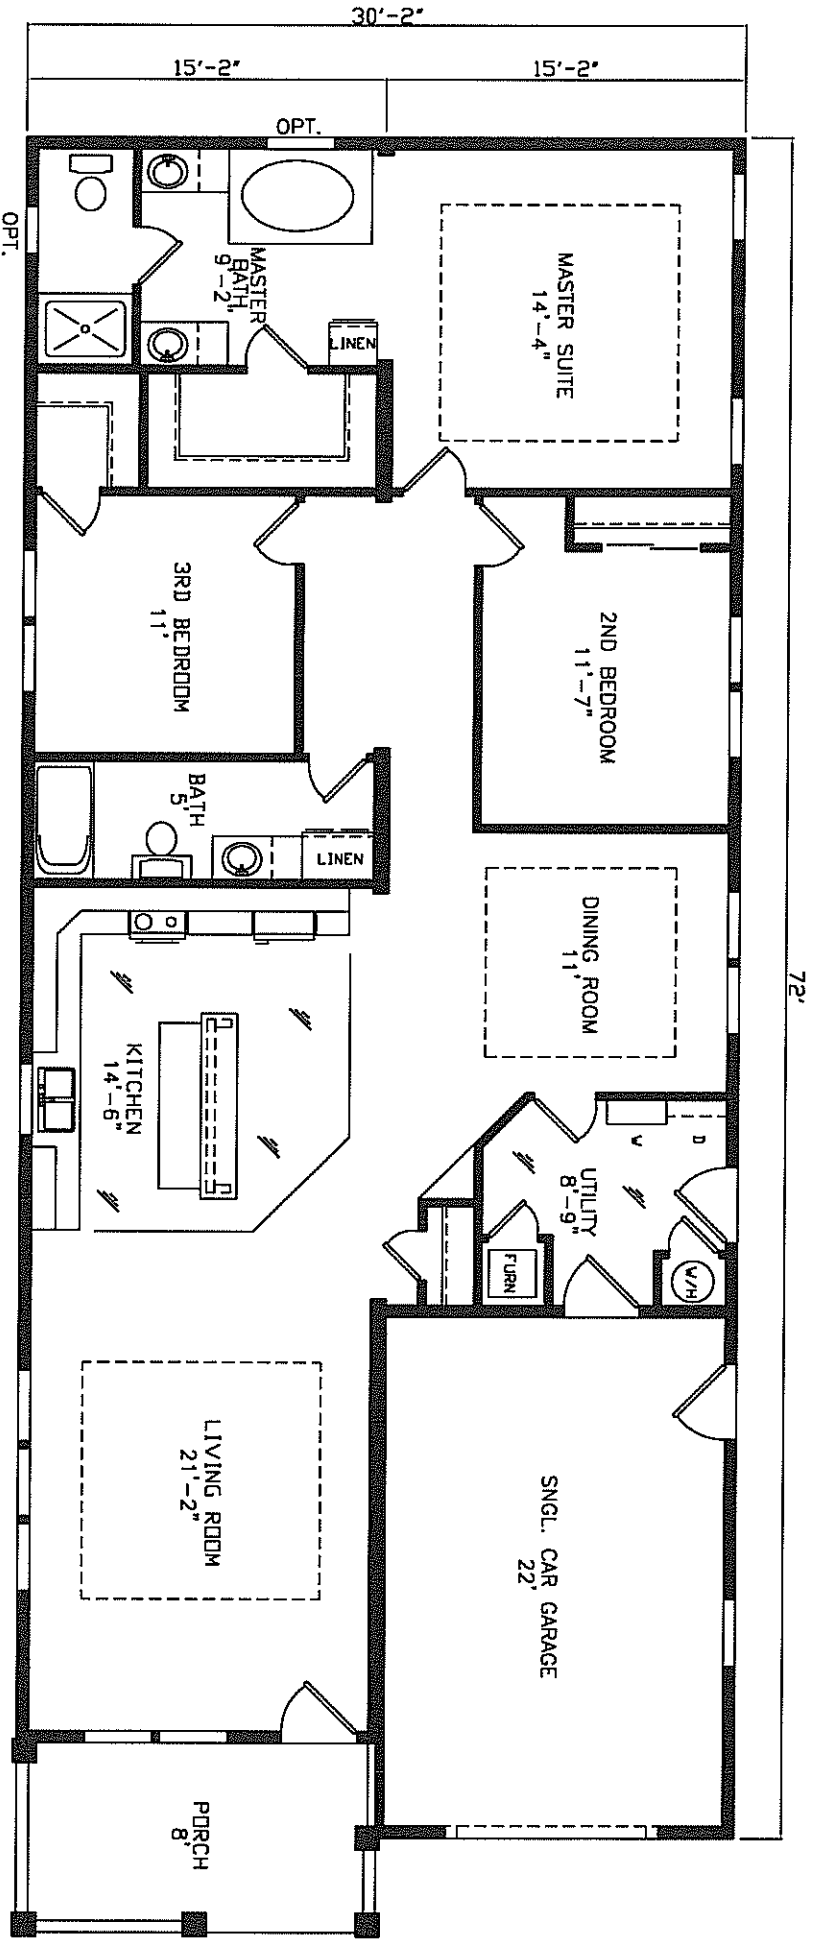 30'-2"
15'-2"
15'-2"
OPT.
OPT.
MASTER
BATH
9'-2"
LINEN
MASTER SUITE
14'-4"
3RD BEDROOM
11'
2ND BEDROOM
11'-7"
BATH
5'
LINEN
DINING ROOM
11'
72'
KITCHEN
14'-6"
W
D
UTILITY
8'-9"
FURN
W/H
LIVING ROOM
21'-2"
SNGL. CAR GARAGE
22'
PORCH
8'